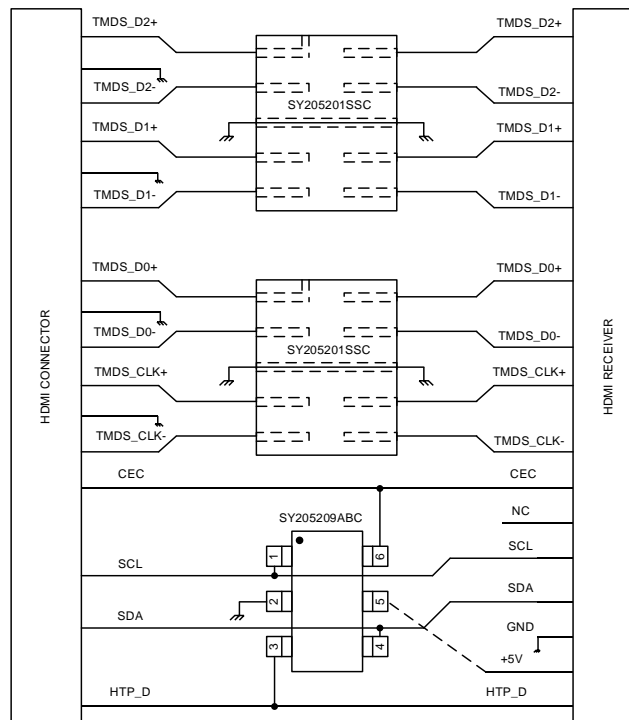 TMDS_D2+ TMDS_D2+
TMDS_D2- TMDS_D2-
SY205201SSC
TMDS_D1+ TMDS_D1+
TMDS_D1- TMDS_D1-
TMDS_D0+ TMDS_D0+
TMDS_D0- TMDS_D0-
SY205201SSC
HDMI CONNECTOR
HDMI RECEIVER
TMDS_CLK+ TMDS_CLK+
TMDS_CLK- TMDS_CLK-
CEC CEC
SY205209ABC
NC
1 6
SCL SCL
2 5
SDA SDA
3 4
GND
+5V
HTP_D HTP_D